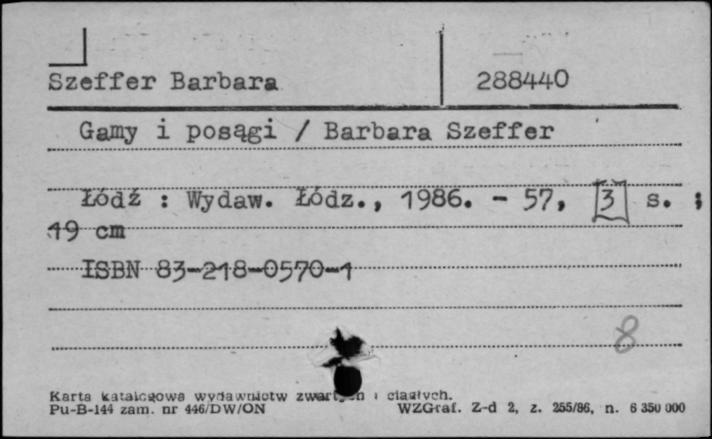 Szeffer Barbara 288440
Gamy i posągi / Barbara Szeffer
Łódź : Wydaw. Łódz., 1986. - 57, [3] s. ;
19 cm
ISBN 83-218-0570-1
8
Karta katalogowa wydawnictw zwartych i ciągłych.
Pu-B-144 zam. nr 446/DW/ON WZGraf. Z-d 2, z. 255/86, n. 6 350 000